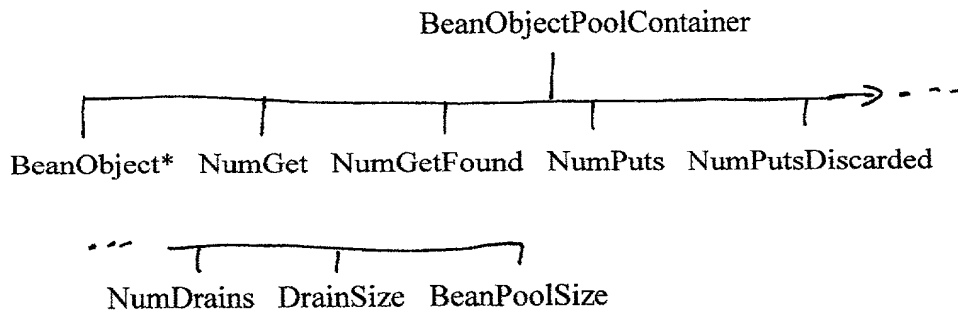 BeanObjectPoolContainer
BeanObject* NumGet NumGetFound NumPuts NumPutsDiscarded
NumDrains DrainSize BeanPoolSize